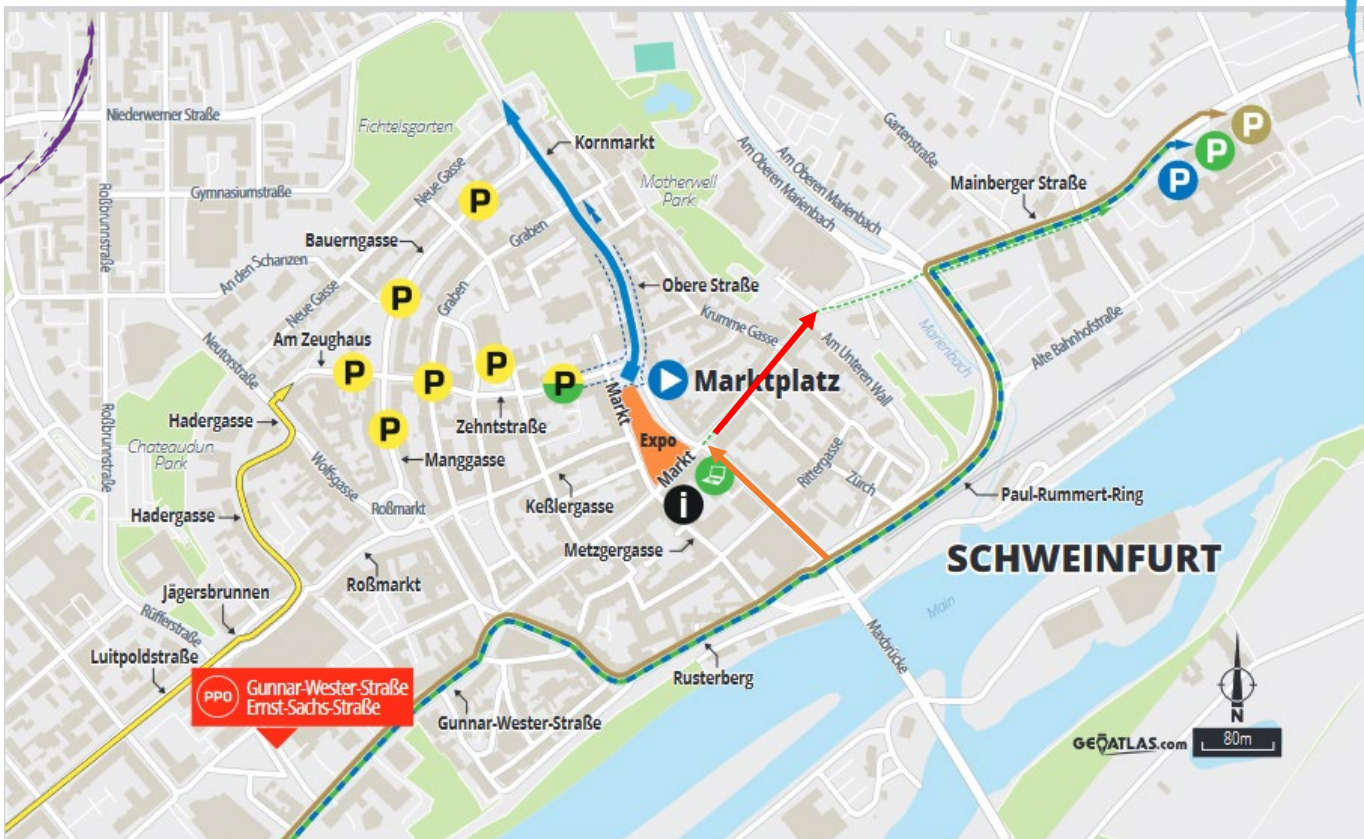 Niederwerner Straße
Fichtelsgarten
Kornmarkt
Gartenstraße
P
P
P
Am Oberen Marienbach
Am Oberen Marienbach
Motherwell
Park
Mainberger Straße
Roßbrunnstraße
Gymnasiumstraße
Neue Gasse
P
Graben
Bauerngasse
An den Schanzen
Neue Gasse
P
Graben
Obere Straße
Krumme Gasse
Am Unteren Wall
Marienbach
Alte Bahnhofstraße
Neutorstraße
Am Zeughaus
P
P
P
P
Marktplatz
Markt
Hadergasse
P
Zehntstraße
Expo
Markt
Roßbrunnstraße
Chateaudun
Park
Wolfsgasse
Manggasse
Keßlergasse
i
Rittergasse
Zürch
Paul-Rummert-Ring
Hadergasse
Roßmarkt
Metzgergasse
SCHWEINFURT
Jägersbrunnen
Roßmarkt
Rüfferstraße
Main
Maxbrücke
Luitpoldstraße
Rusterberg
PPO
Gunnar-Wester-Straße
Ernst-Sachs-Straße
Gunnar-Wester-Straße
N
GEOATLAS.com
80m